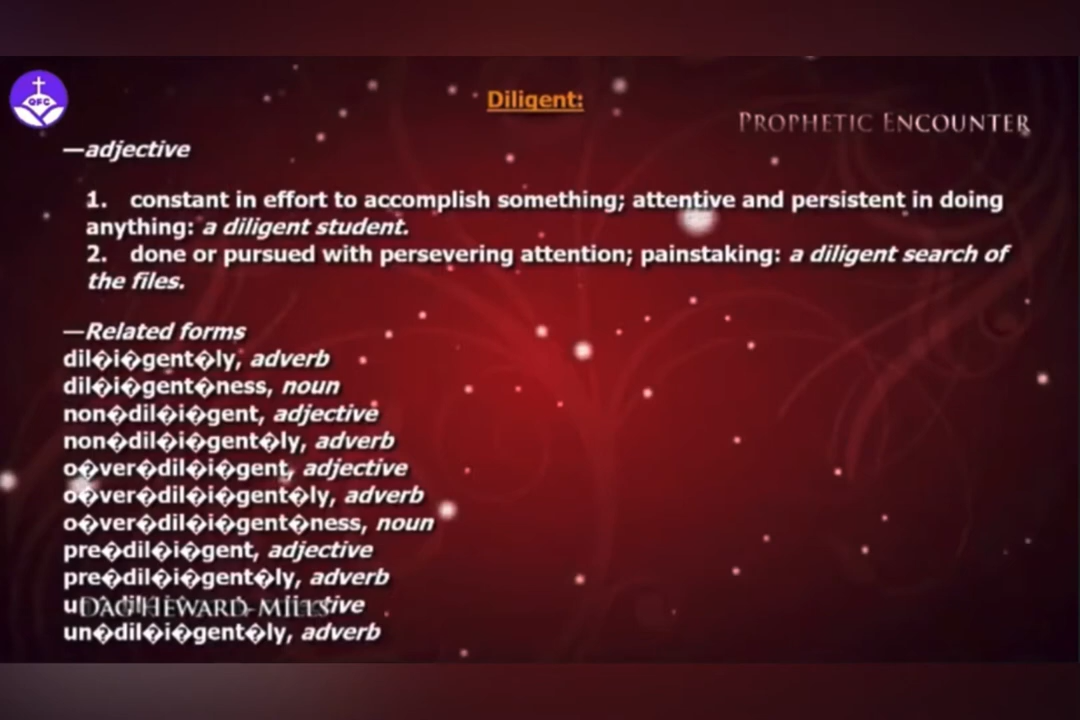 QFC
Diligent:
PROPHETIC ENCOUNTER
—adjective
1. constant in effort to accomplish something; attentive and persistent in doing
anything: a diligent student.
2. done or pursued with persevering attention; painstaking: a diligent search of
the files.
—Related forms
dil�i�gent�ly, adverb
dil�i�gent�ness, noun
non�dil�i�gent, adjective
non�dil�i�gent�ly, adverb
o�ver�dil�i�gent, adjective
o�ver�dil�i�gent�ly, adverb
o�ver�dil�i�gent�ness, noun
pre�dil�i�gent, adjective
pre�dil�i�gent�ly, adverb
DAG HEWARD-MILLS
un�dil�i�gent�ly, adverb